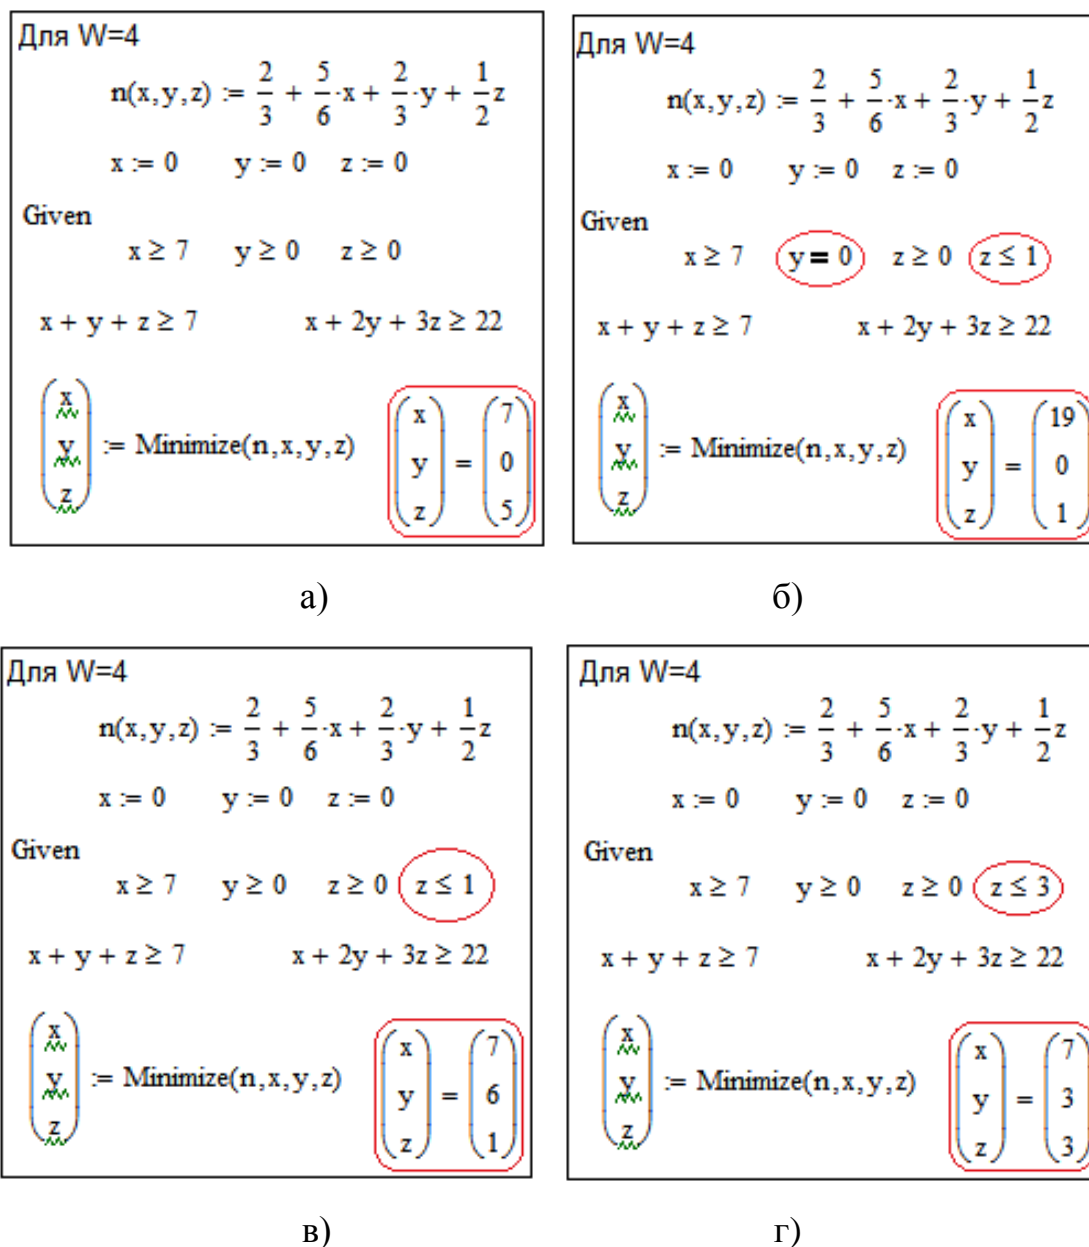 Для W=4
n(x,y,z) := 2/3 + 5/6·x + 2/3·y + 1/2z
x := 0 y := 0 z := 0
Given
x ≥ 7 y ≥ 0 z ≥ 0
x + y + z ≥ 7 x + 2y + 3z ≥ 22
(x y z) := Minimize(n,x,y,z) (x y z) = (7 0 5)
а)
Для W=4
n(x,y,z) := 2/3 + 5/6·x + 2/3·y + 1/2z
x := 0 y := 0 z := 0
Given
x ≥ 7 y = 0 z ≥ 0 z ≤ 1
x + y + z ≥ 7 x + 2y + 3z ≥ 22
(x y z) := Minimize(n,x,y,z) (x y z) = (19 0 1)
б)
Для W=4
n(x,y,z) := 2/3 + 5/6·x + 2/3·y + 1/2z
x := 0 y := 0 z := 0
Given
x ≥ 7 y ≥ 0 z ≥ 0 z ≤ 1
x + y + z ≥ 7 x + 2y + 3z ≥ 22
(x y z) := Minimize(n,x,y,z) (x y z) = (7 6 1)
в)
Для W=4
n(x,y,z) := 2/3 + 5/6·x + 2/3·y + 1/2z
x := 0 y := 0 z := 0
Given
x ≥ 7 y ≥ 0 z ≥ 0 z ≤ 3
x + y + z ≥ 7 x + 2y + 3z ≥ 22
(x y z) := Minimize(n,x,y,z) (x y z) = (7 3 3)
г)